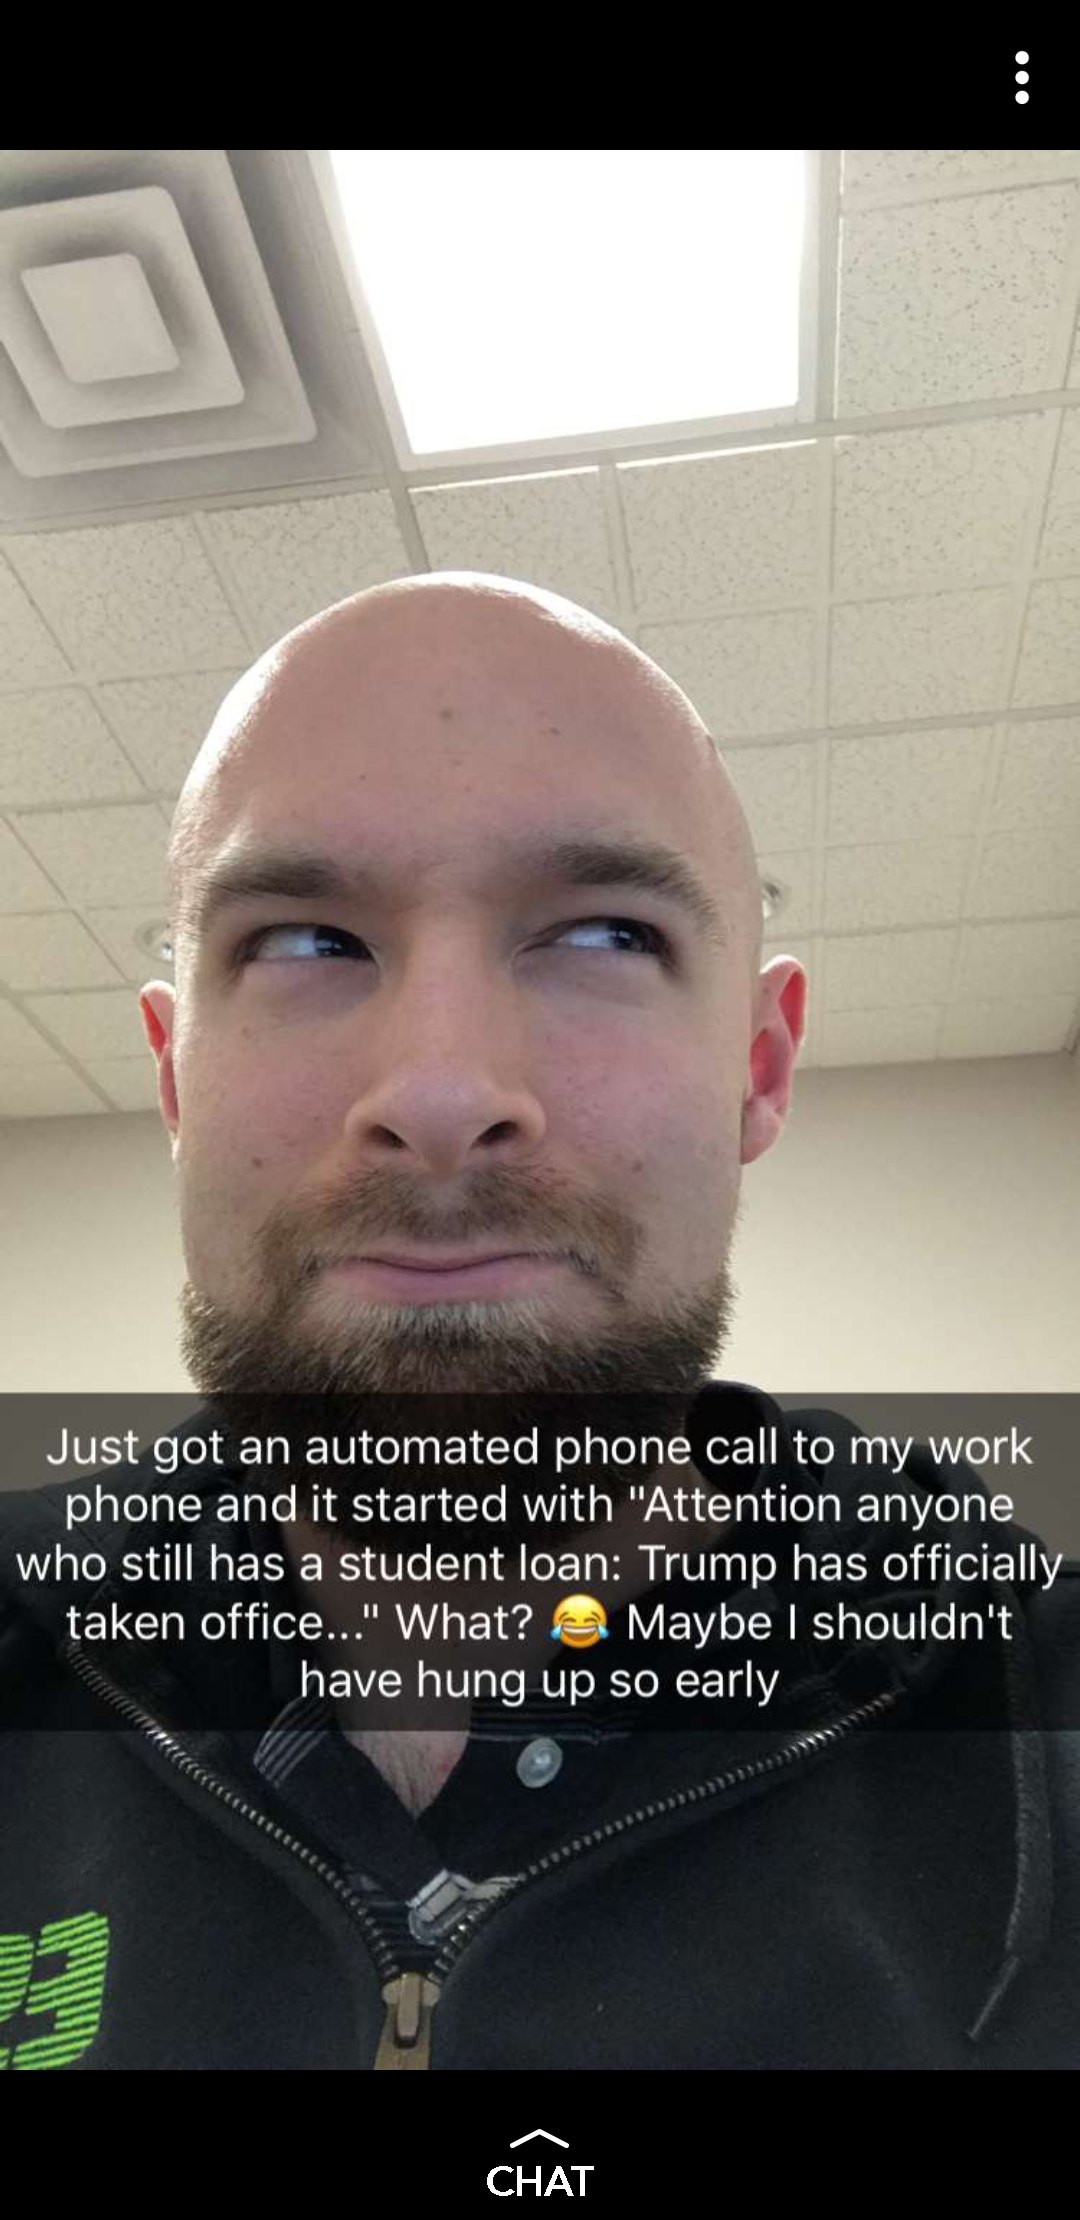 Just got an automated phone call to my work
phone and it started with "Attention anyone
who still has a student loan: Trump has officially
taken office..." What? 😂 Maybe I shouldn't
have hung up so early
CHAT